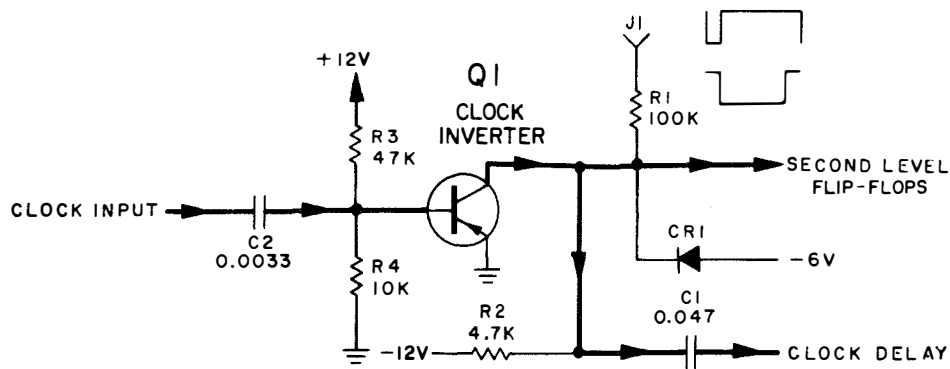 J1
+12V
Q1
CLOCK
INVERTER
R1
100K
R3
47K
SECOND LEVEL
FLIP-FLOPS
CLOCK INPUT
C2
0.0033
R4
10K
CR1
-6V
R2
4.7K
C1
0.047
-12V
CLOCK DELAY